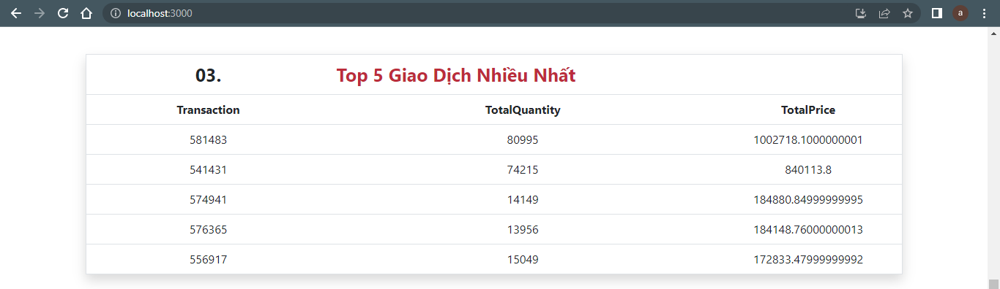 localhost:3000
a
03. Top 5 Giao Dịch Nhiều Nhất
Transaction TotalQuantity TotalPrice
581483 80995 1002718.1000000001
541431 74215 840113.8
574941 14149 184880.84999999995
576365 13956 184148.76000000013
556917 15049 172833.47999999992